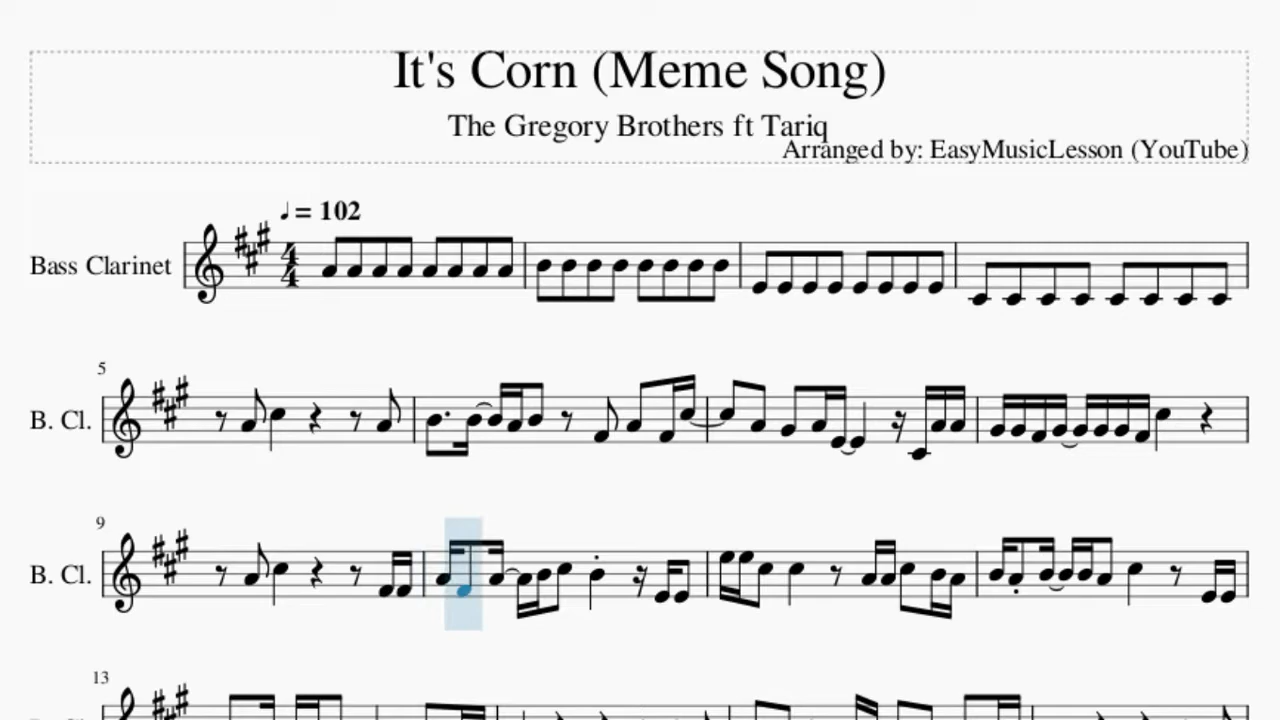 It's Corn (Meme Song)
The Gregory Brothers ft Tariq
Arranged by: EasyMusicLesson (YouTube)
♩ = 102
Bass Clarinet
4
4
5
B. Cl.
9
B. Cl.
13